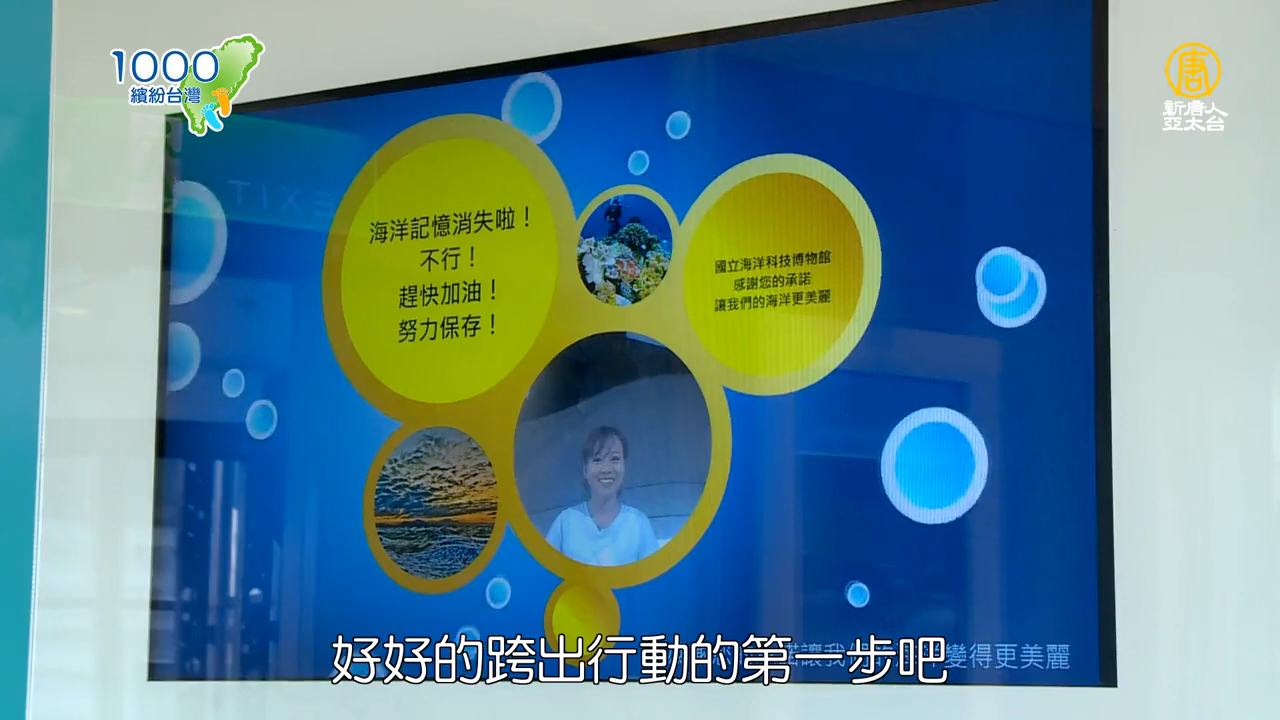 1000
繽紛台灣
唐
新唐人
亞太台
EXIT
海洋記憶消失啦！
不行！
趕快加油！
努力保存！
國立海洋科技博物館
感謝您的承諾
讓我們的海洋更美麗
變得更美麗
好好的跨出行動的第一步吧